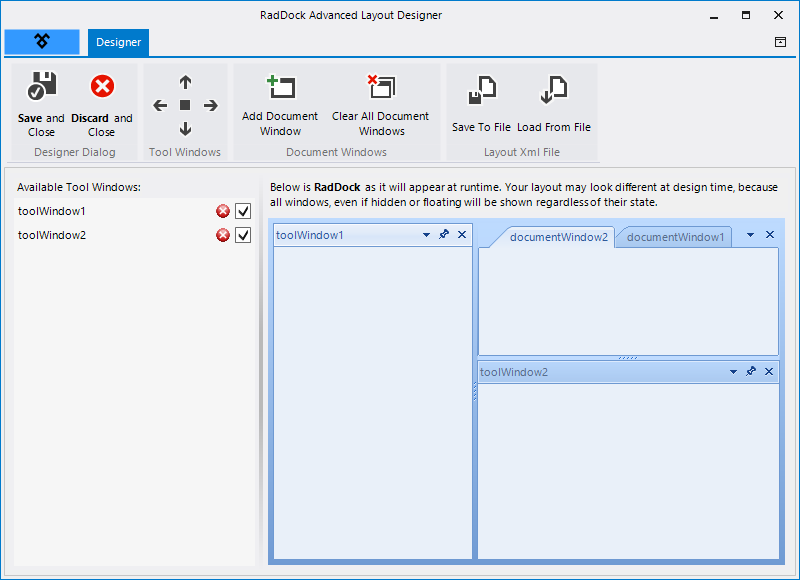 RadDock Advanced Layout Designer
Designer
Save and
Close
Discard and
Close
Designer Dialog
Tool Windows
Add Document
Window
Clear All Document
Windows
Document Windows
Save To File
Load From File
Layout Xml File
Available Tool Windows:
toolWindow1
toolWindow2
Below is RadDock as it will appear at runtime. Your layout may look different at design time, because
all windows, even if hidden or floating will be shown regardless of their state.
toolWindow1
documentWindow2
documentWindow1
toolWindow2